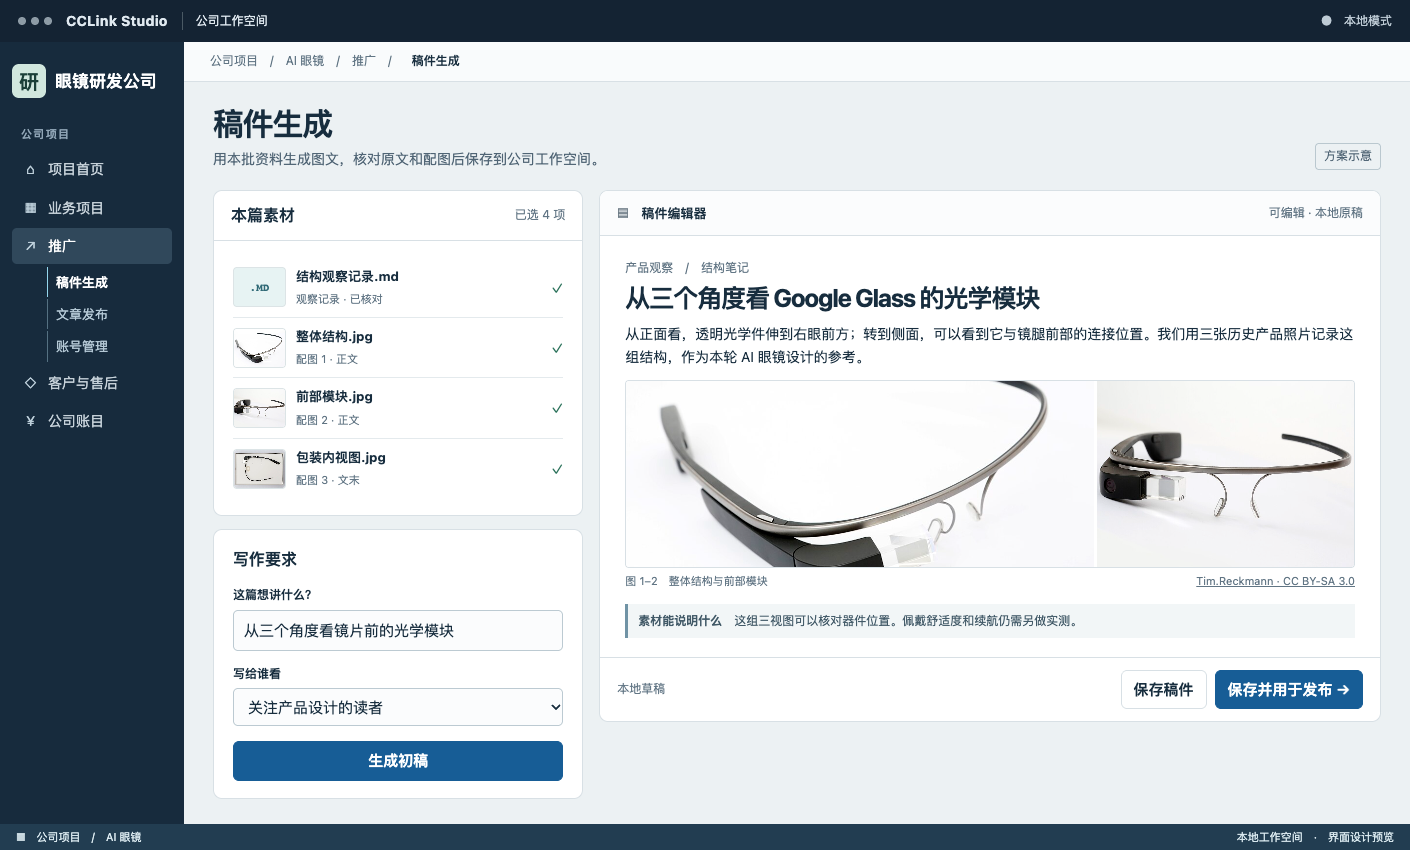 CCLink Studio
公司工作空间
本地模式
研
眼镜研发公司
公司项目
项目首页
业务项目
推广
稿件生成
文章发布
账号管理
客户与售后
¥ 公司账目
公司项目 / AI 眼镜 / 推广 / 稿件生成
稿件生成
用本批资料生成图文，核对原文和配图后保存到公司工作空间。
方案示意
本篇素材
已选 4 项
.MD
结构观察记录.md
观察记录 · 已核对
整体结构.jpg
配图 1 · 正文
前部模块.jpg
配图 2 · 正文
包装内视图.jpg
配图 3 · 文末
写作要求
这篇想讲什么?
从三个角度看镜片前的光学模块
写给谁看
关注产品设计的读者
生成初稿
稿件编辑器
可编辑 · 本地原稿
产品观察 / 结构笔记
从三个角度看 Google Glass 的光学模块
从正面看，透明光学件伸到右眼前方；转到侧面，可以看到它与镜腿前部的连接位置。我们用三张历史产品照片记录这
组结构，作为本轮 AI 眼镜设计的参考。
图 1–2 整体结构与前部模块
Tim.Reckmann · CC BY-SA 3.0
素材能说明什么 这组三视图可以核对器件位置。佩戴舒适度和续航仍需另做实测。
本地草稿
保存稿件
保存并用于发布 →
公司项目 / AI 眼镜
本地工作空间 · 界面设计预览